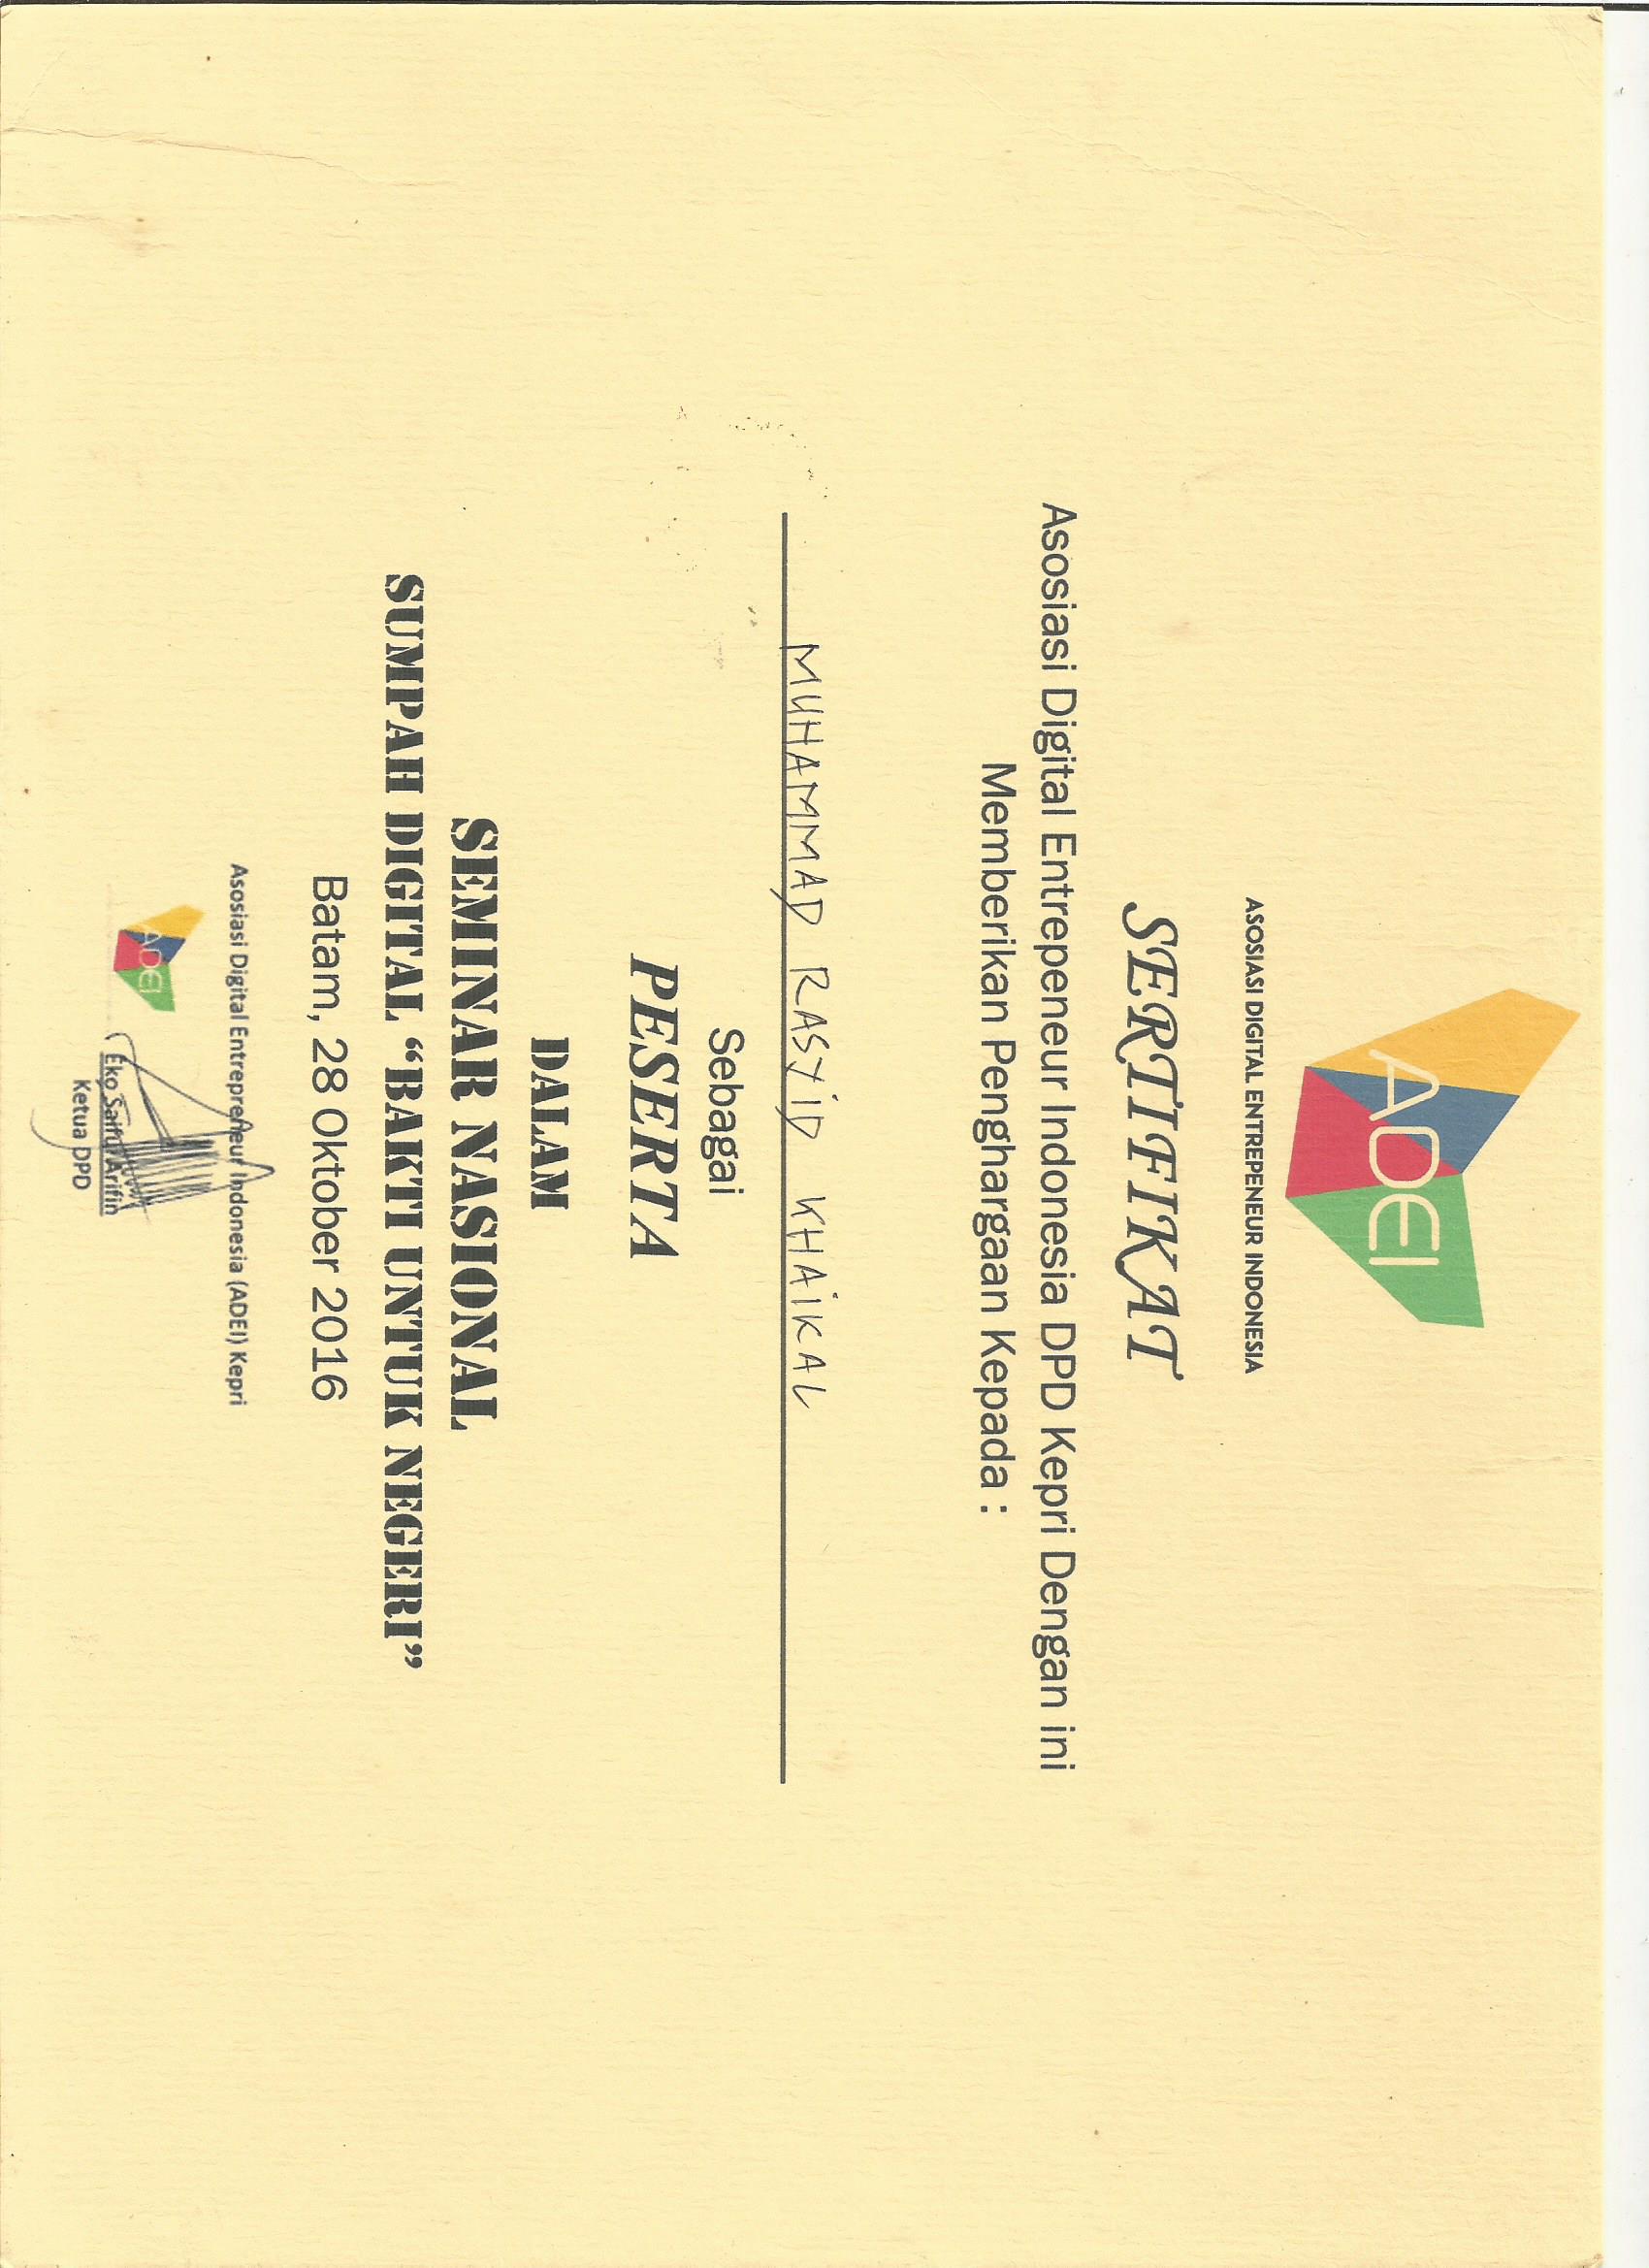 ADEI
ASOSIASI DIGITAL ENTREPENEUR INDONESIA
SERTIFIKAT
Asosiasi Digital Entrepeneur Indonesia DPD Kepri Dengan ini
Memberikan Penghargaan Kepada :
MUHAMMAD RASYiD KHAiKAL
Sebagai
PESERTA
DALAM
SEMINAR NASIONAL
SUMPAH DIGITAL “BAKTI UNTUK NEGERI”
Batam, 28 Oktober 2016
Asosiasi Digital Entrepreneur Indonesia (ADEI) Kepri
ADEI
Eko Saiful Arifin
Ketua DPD